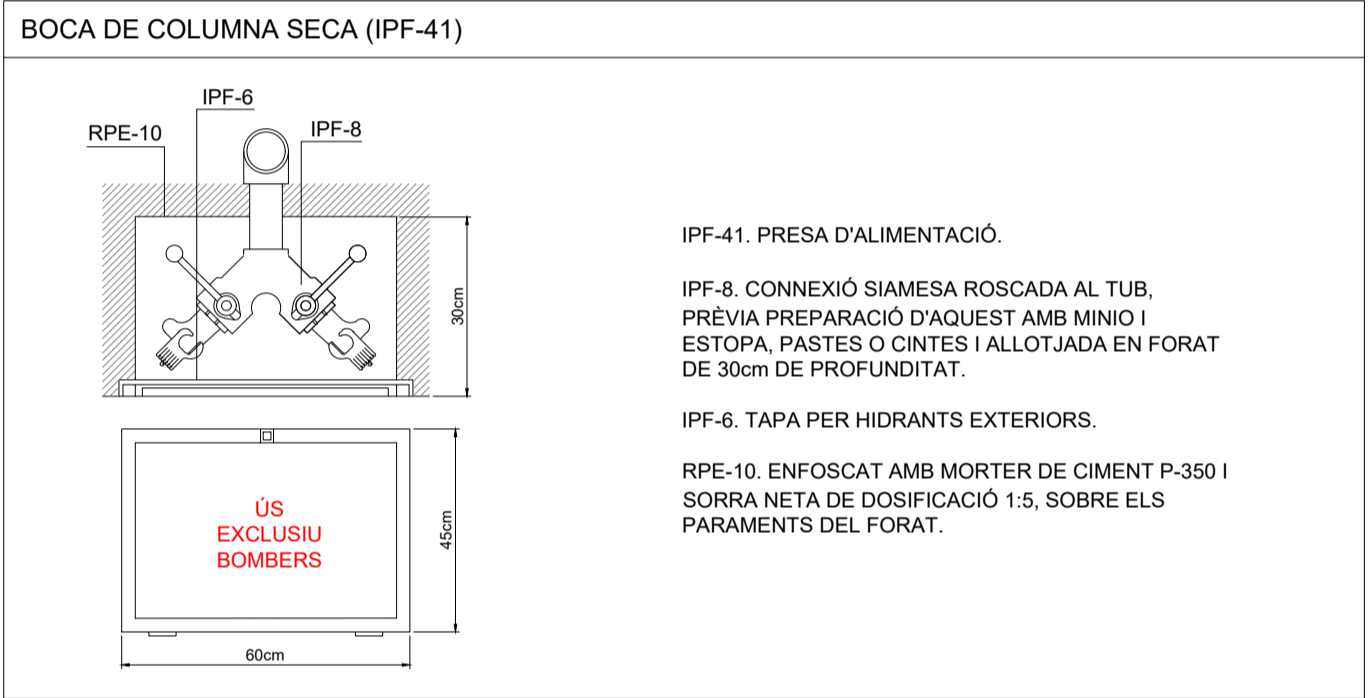 BOCA DE COLUMNA SECA (IPF-41)
IPF-6
RPE-10
IPF-8
30cm
ÚS
EXCLUSIU
BOMBERS
45cm
60cm
IPF-41. PRESA D'ALIMENTACIÓ.
IPF-8. CONNEXIÓ SIAMESA ROSCADA AL TUB,
PRÈVIA PREPARACIÓ D'AQUEST AMB MINIO I
ESTOPA, PASTES O CINTES I ALLOTJADA EN FORAT
DE 30cm DE PROFUNDITAT.
IPF-6. TAPA PER HIDRANTS EXTERIORS.
RPE-10. ENFOSCAT AMB MORTER DE CIMENT P-350 I
SORRA NETA DE DOSIFICACIÓ 1:5, SOBRE ELS
PARAMENTS DEL FORAT.